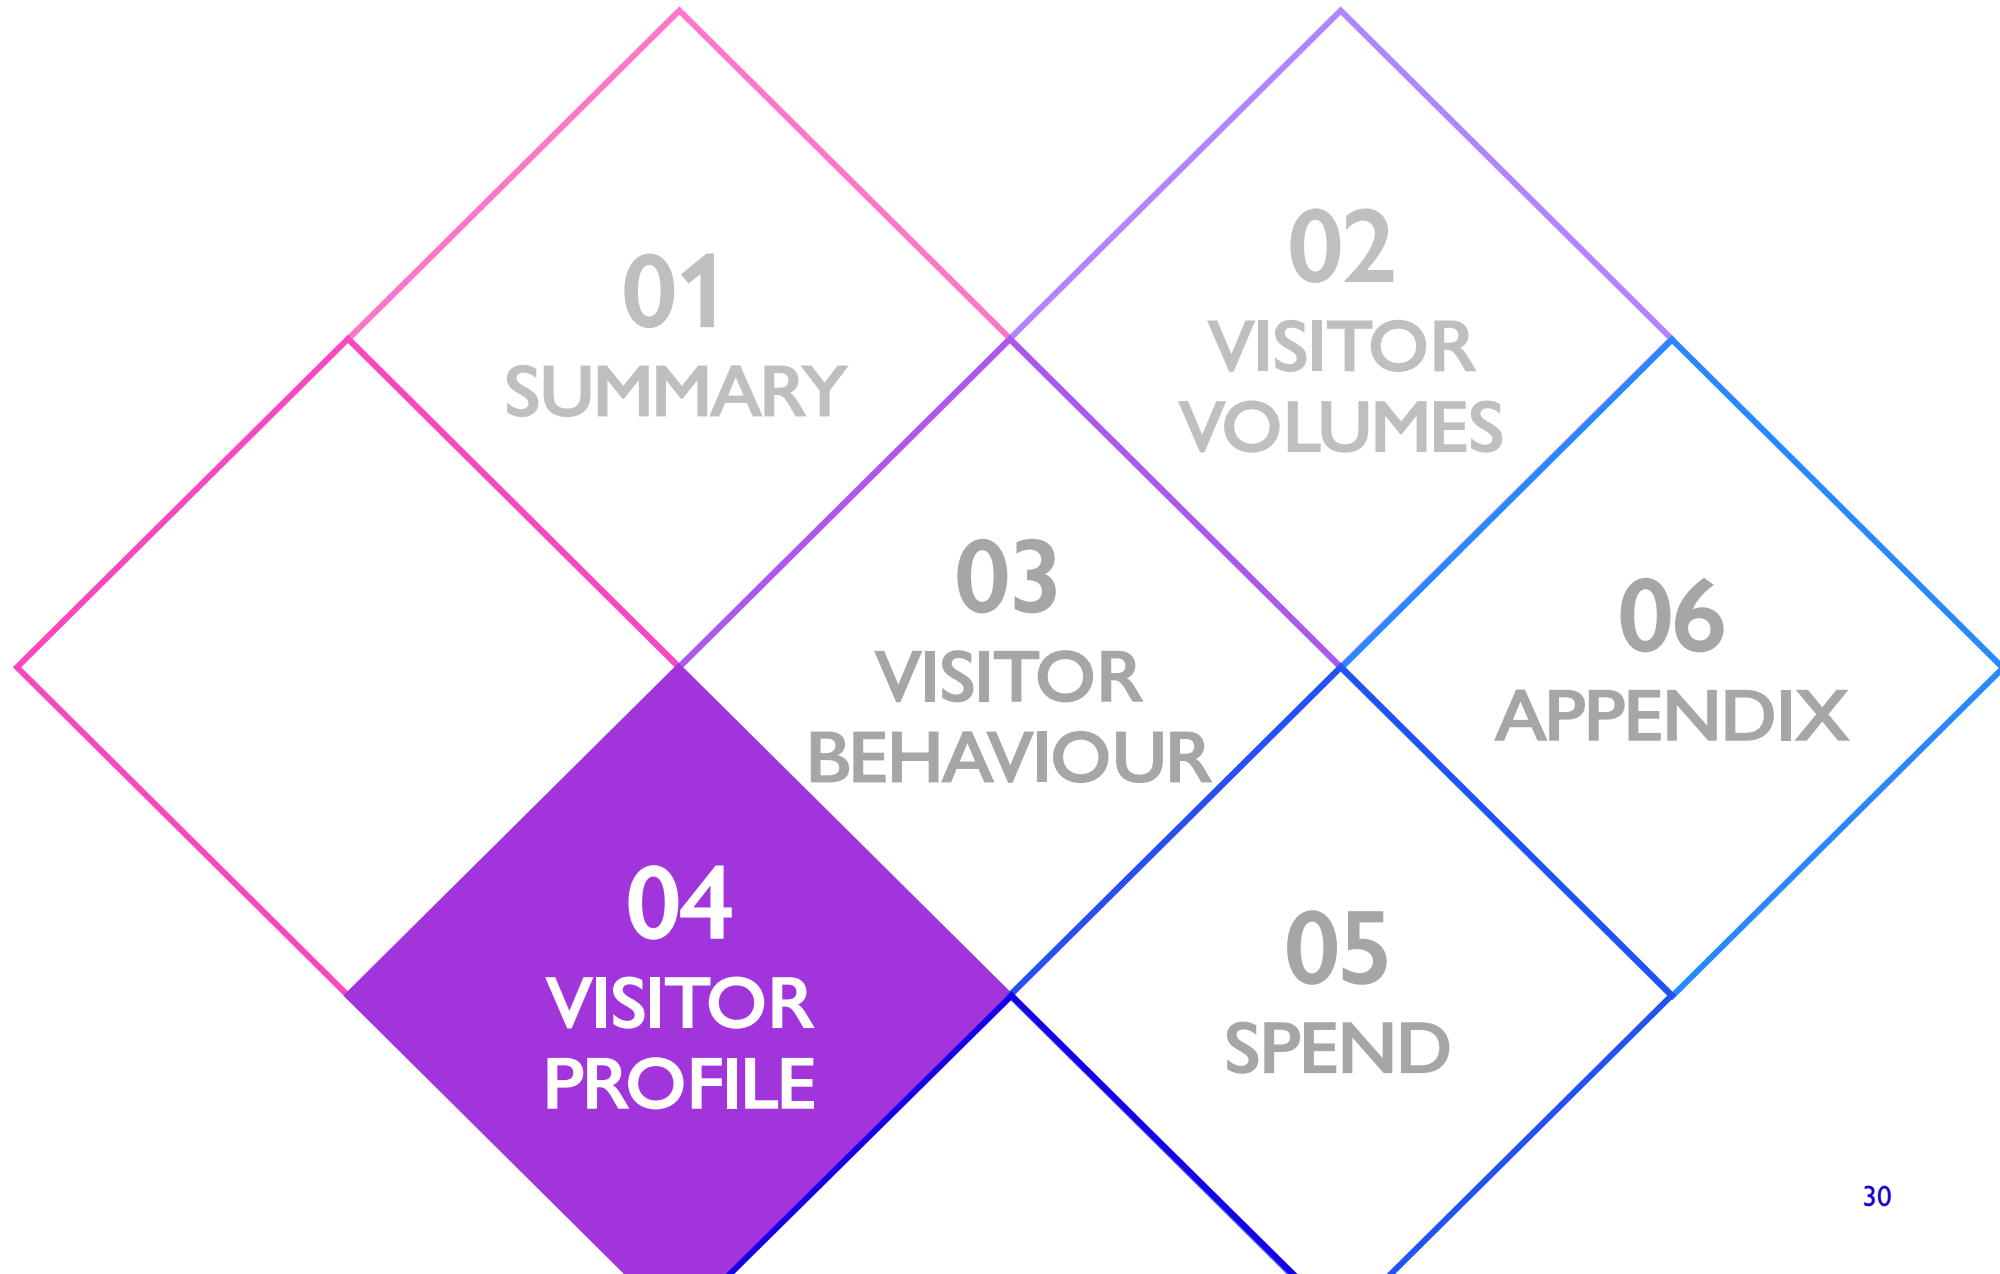 01
SUMMARY
02
VISITOR
VOLUMES
03
VISITOR
BEHAVIOUR
04
VISITOR
PROFILE
05
SPEND
06
APPENDIX
30